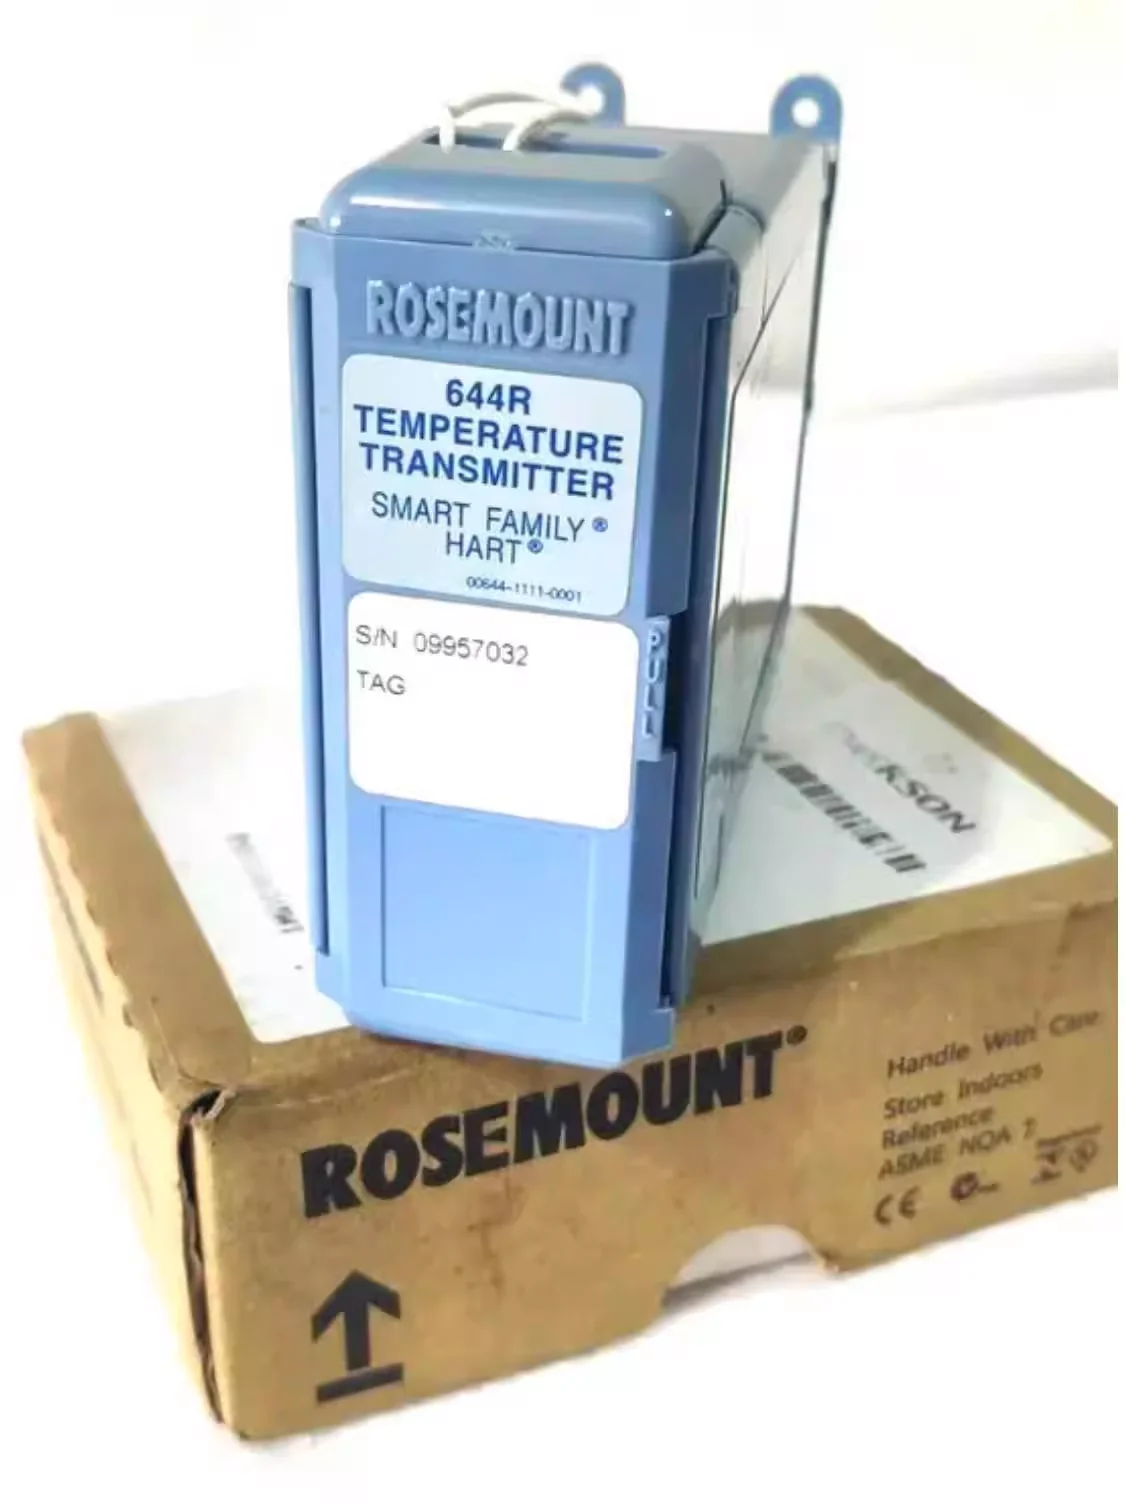 ROSEMOUNT
644R
TEMPERATURE
TRANSMITTER
SMART FAMILY®
HART®
00644-1111-0001
S/N 09957032
TAG
PULL
ROSEMOUNT®
Handle With Care
Store Indoors
Reference
ASME NQA
CE